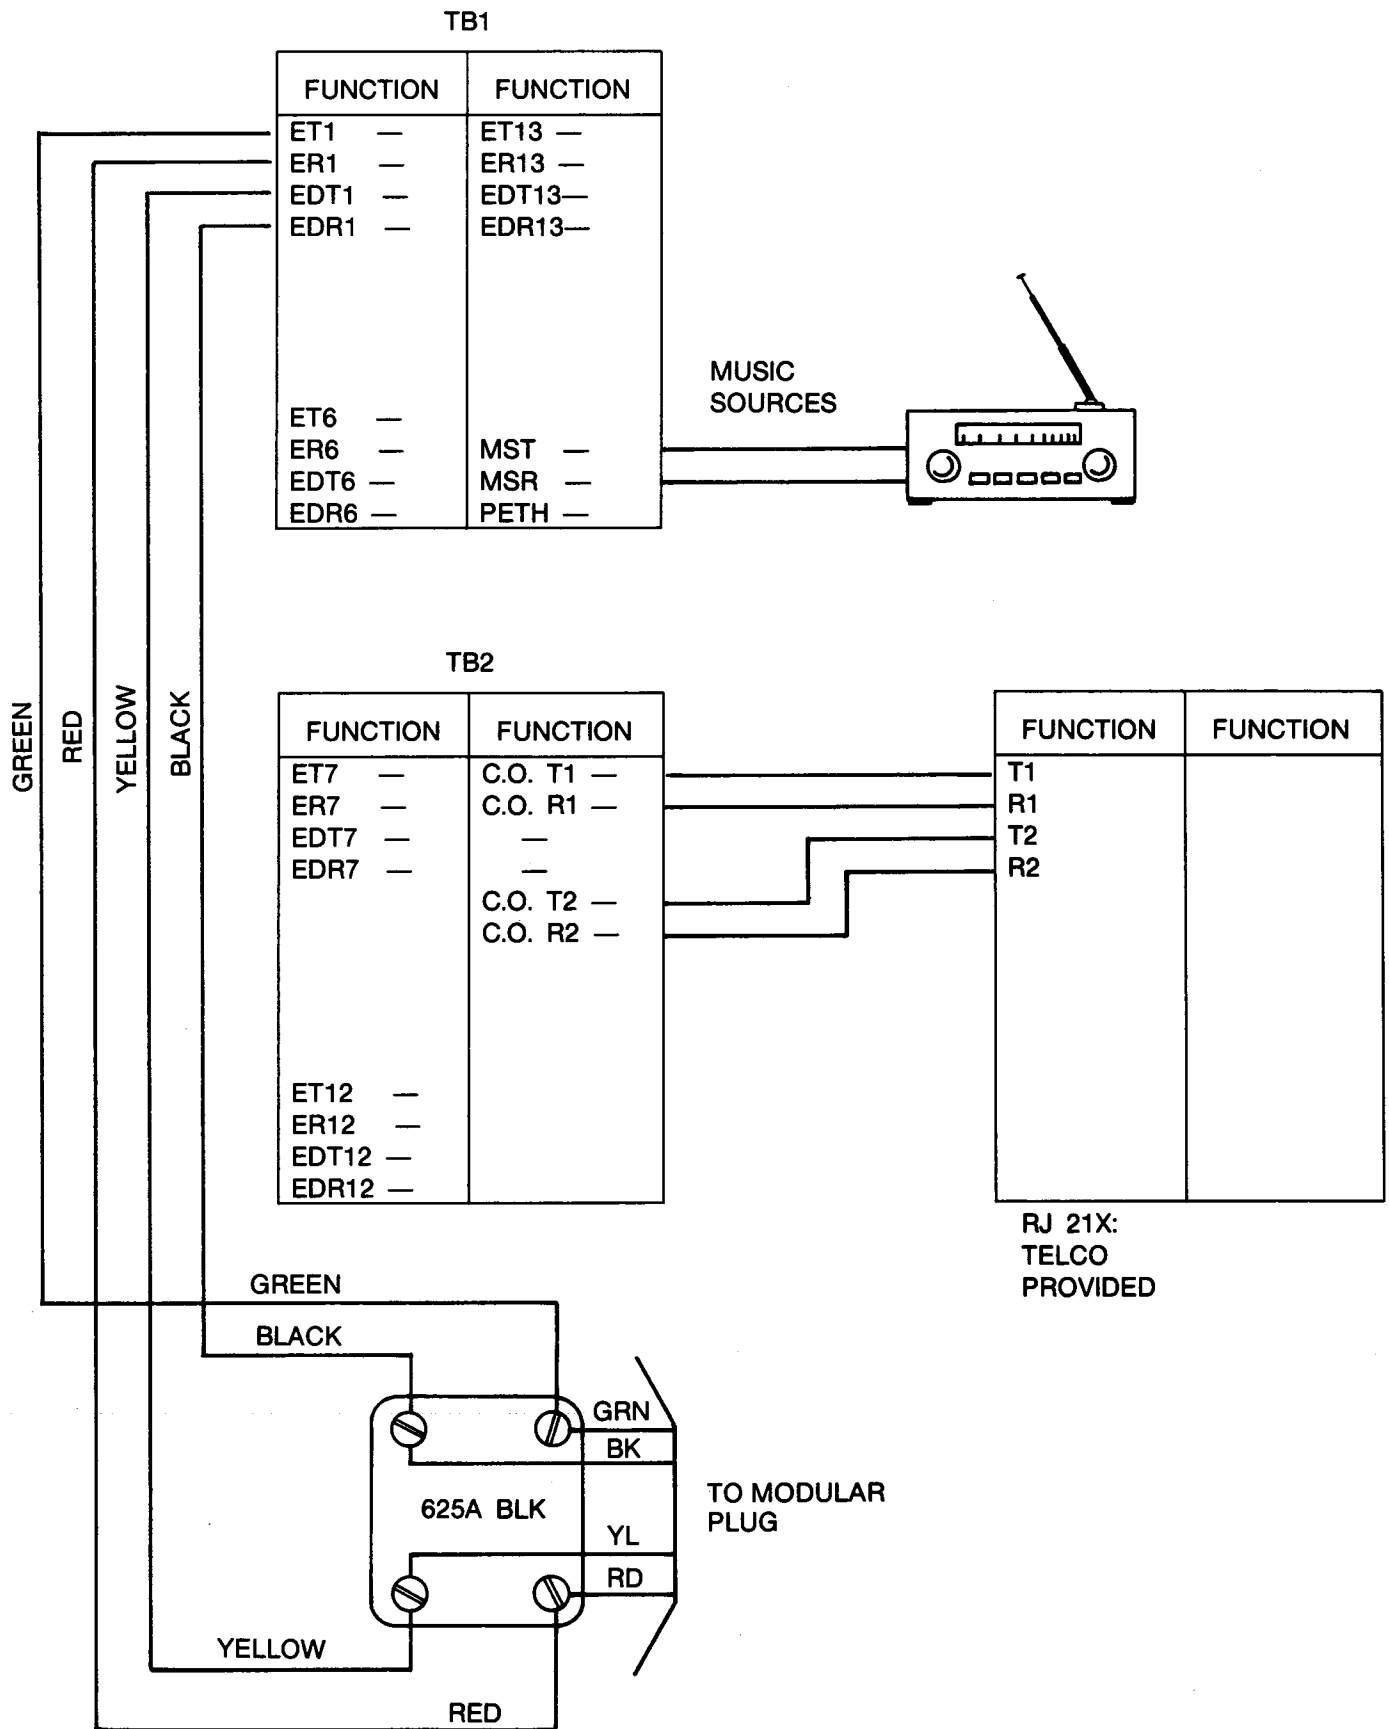 TB1
FUNCTION FUNCTION
ET1 — ET13 —
ER1 — ER13 —
EDT1 — EDT13—
EDR1 — EDR13—
ET6 —
ER6 — MST —
EDT6 — MSR —
EDR6 — PETH —
MUSIC
SOURCES
GREEN
RED
YELLOW
BLACK
TB2
FUNCTION FUNCTION
ET7 — C.O. T1 —
ER7 — C.O. R1 —
EDT7 — —
EDR7 — —
C.O. T2 —
C.O. R2 —
ET12 —
ER12 —
EDT12 —
EDR12 —
FUNCTION FUNCTION
T1
R1
T2
R2
RJ 21X:
TELCO
PROVIDED
GREEN
BLACK
GRN
BK
625A BLK
YL
RD
TO MODULAR
PLUG
YELLOW
RED